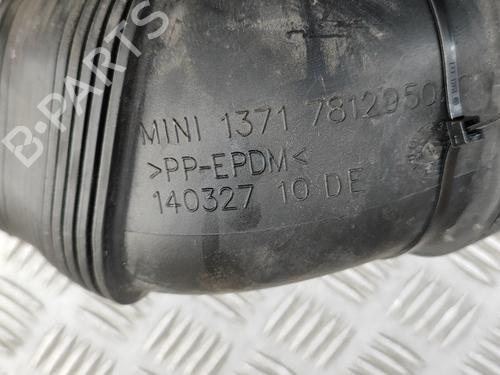 B-PARTS
MINI 1371 7812950
>PP-EPDM<
140327 10 DE